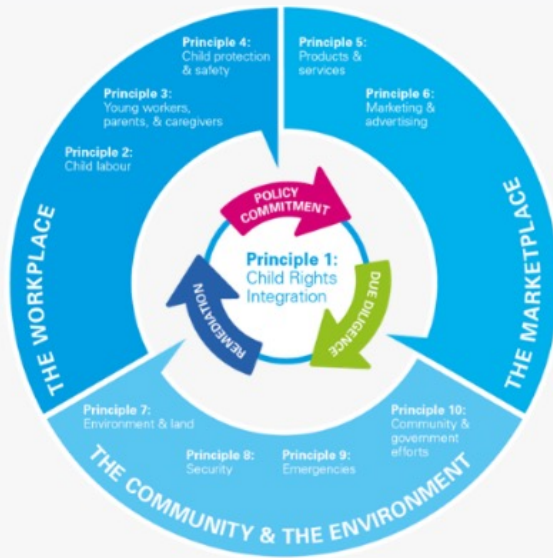 Principle 4:
Child protection
& safety
Principle 3:
Young workers,
parents, & caregivers
Principle 2:
Child labour
THE WORKPLACE
Principle 5:
Products &
services
Principle 6:
Marketing &
advertising
THE MARKETPLACE
POLICY
COMMITMENT
DUE DILIGENCE
REMEDIATION
Principle 1:
Child Rights
Integration
Principle 7:
Environment & land
Principle 8:
Security
Principle 9:
Emergencies
Principle 10:
Community &
government
efforts
THE COMMUNITY & THE ENVIRONMENT